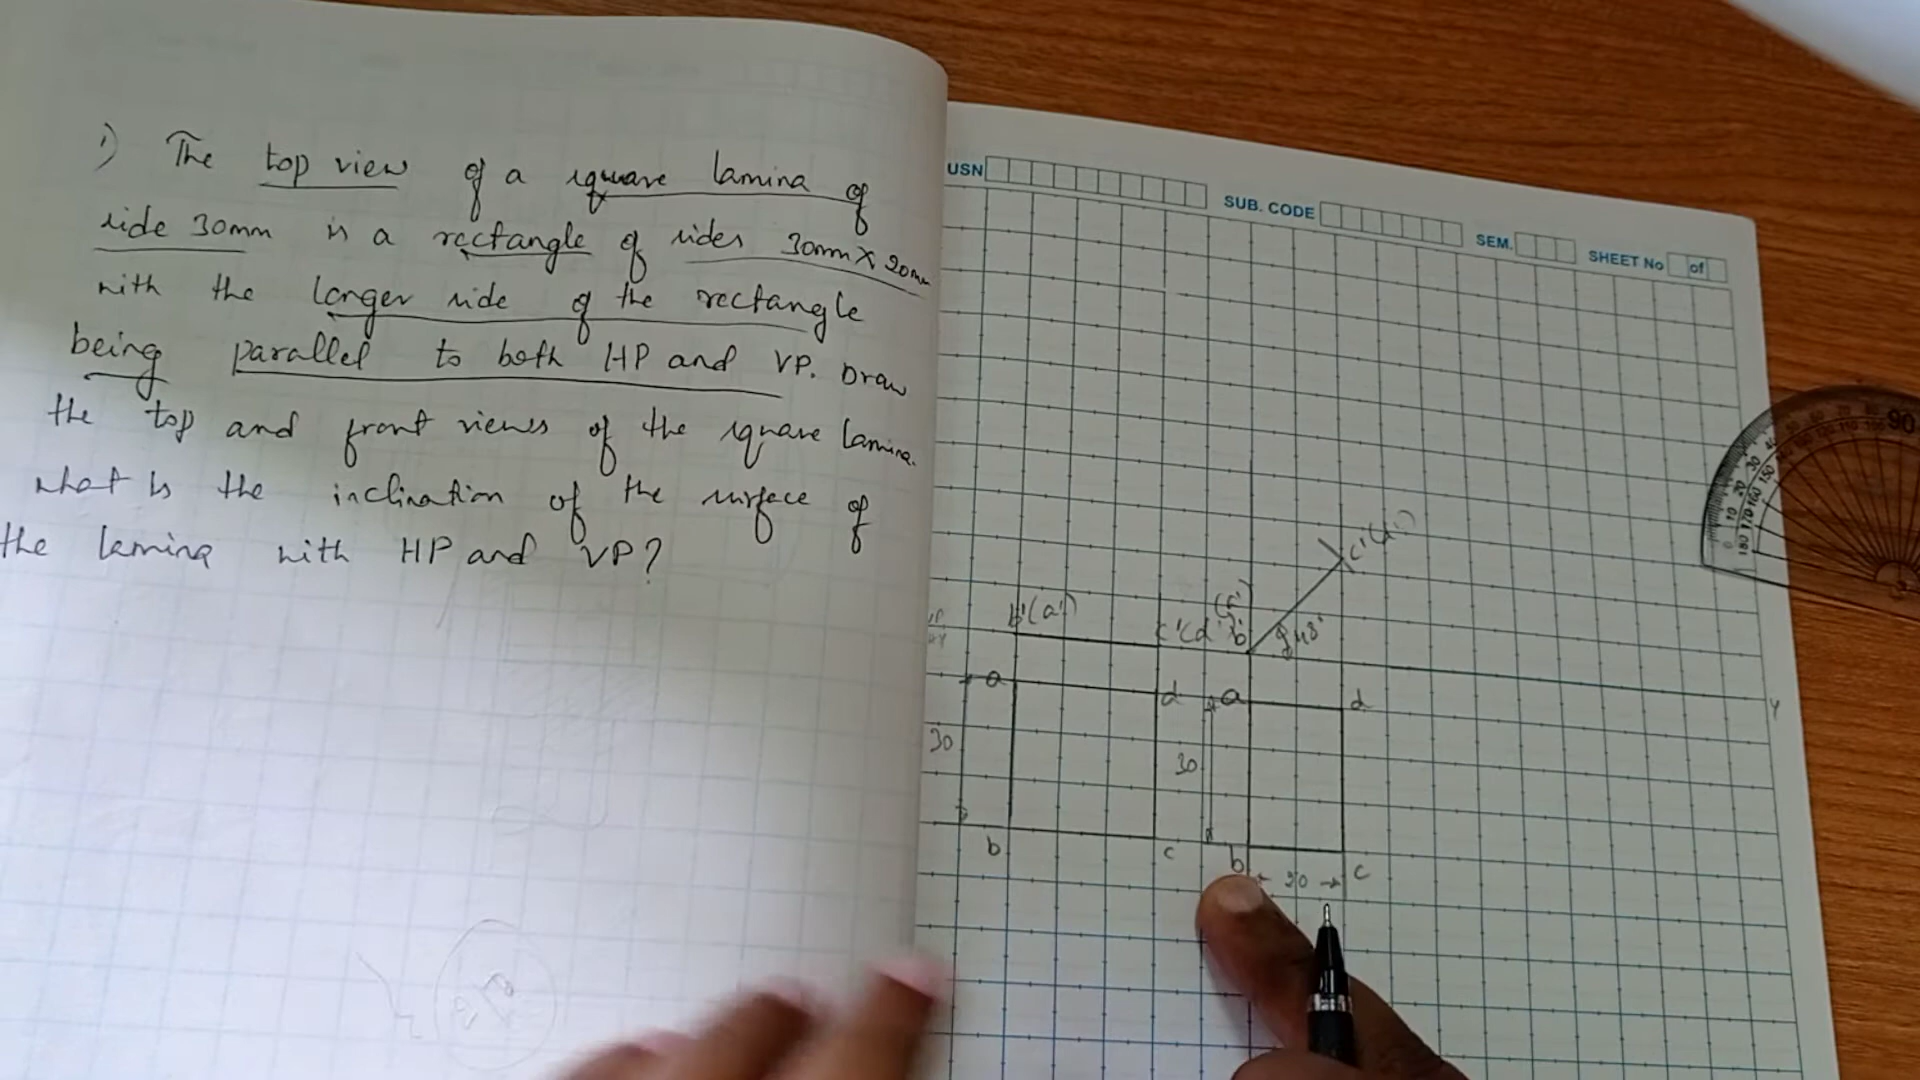 1) The top view of a square lamina of
side 30mm is a rectangle of sides 30mm x 20mm
with the longer side of the rectangle
being parallel to both HP and VP. Draw
the top and front views of the square lamina.
what is the inclination of the surface of
the lamina with HP and VP?
USN SUB. CODE SEM. SHEET No of
c'(d')
(a')
b'(a') c'(d') b' 48°
y
a d a d
30 30
b c b 20 c
90